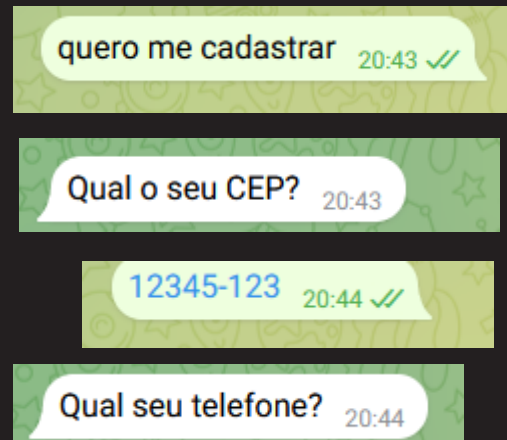 quero me cadastrar 20:43
Qual o seu CEP? 20:43
12345-123 20:44
Qual seu telefone? 20:44